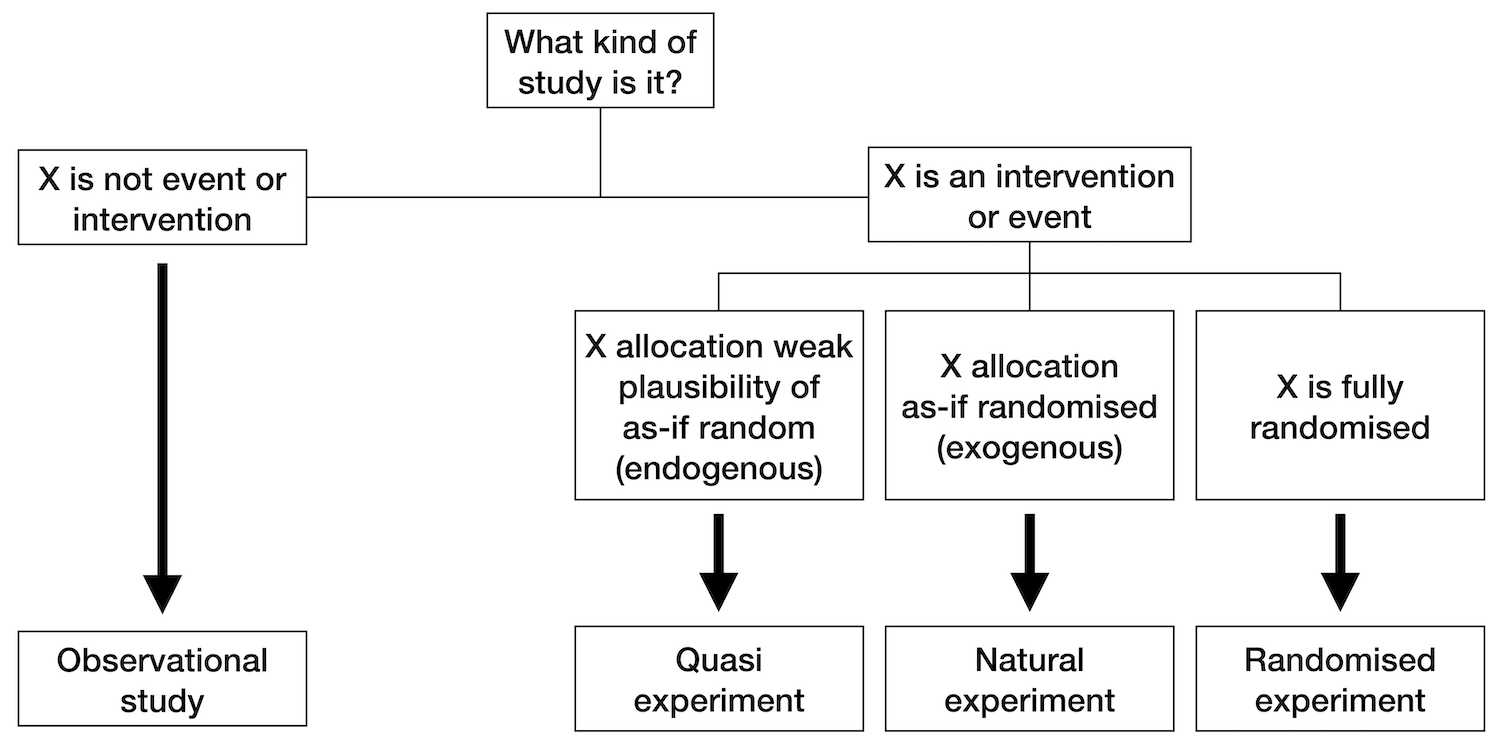 What kind of
study is it?
X is not event or
intervention
X is an intervention
or event
X allocation weak
plausibility of
as-if random
(endogenous)
X allocation
as-if randomised
(exogenous)
X is fully
randomised
Observational
study
Quasi
experiment
Natural
experiment
Randomised
experiment